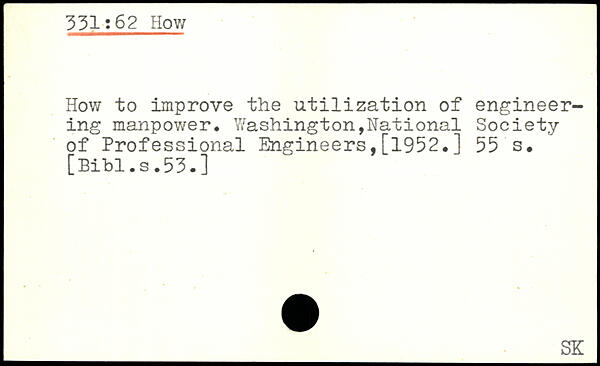 331:62 How
How to improve the utilization of engineer-
ing manpower. Washington,National Society
of Professional Engineers,[1952.] 55 s.
[Bibl.s.53.]
SK